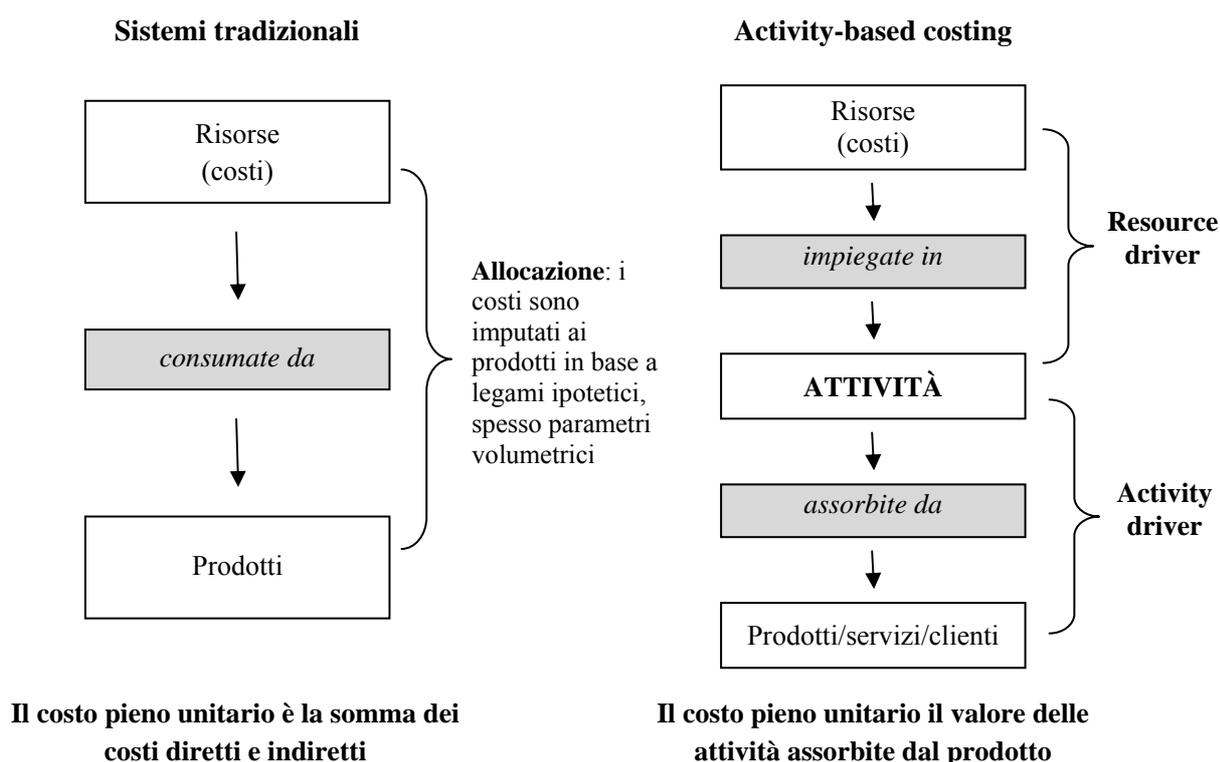 Sistemi tradizionali
Risorse
(costi)
consumate da
Prodotti
Allocazione: i
costi sono
imputati ai
prodotti in base a
legami ipotetici,
spesso parametri
volumetrici
Il costo pieno unitario è la somma dei
costi diretti e indiretti
Activity-based costing
Risorse
(costi)
impiegate in
ATTIVITÀ
assorbite da
Prodotti/servizi/clienti
Resource
driver
Activity
driver
Il costo pieno unitario il valore delle
attività assorbite dal prodotto